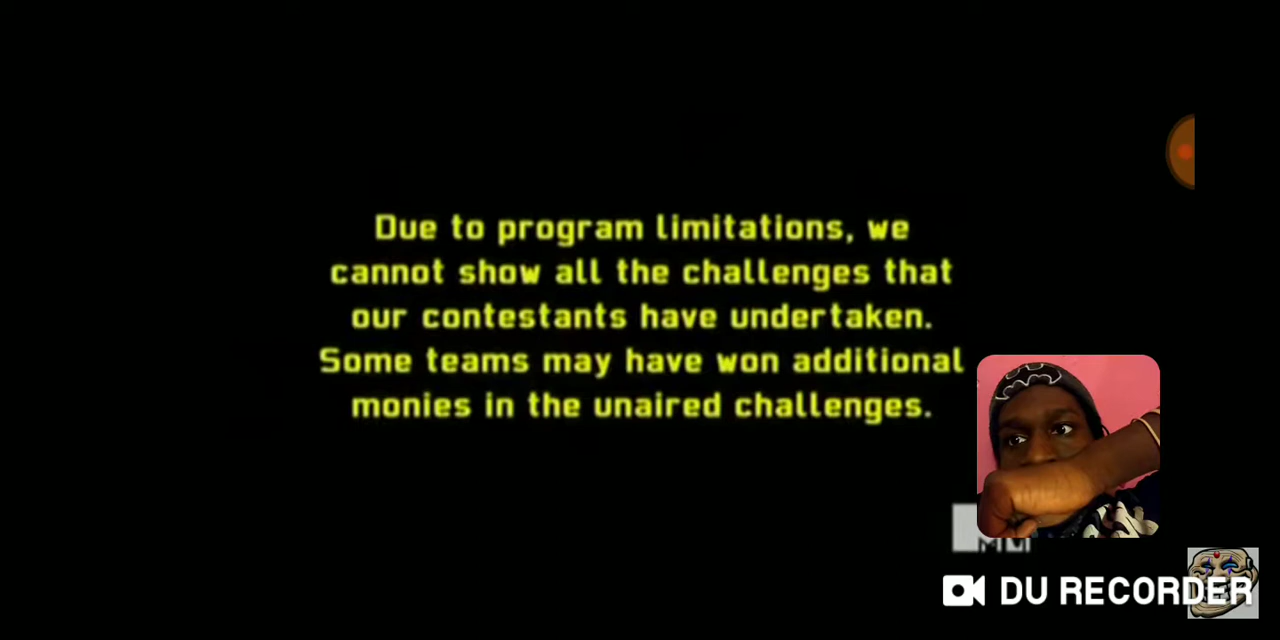 Due to program limitations, we
cannot show all the challenges that
our contestants have undertaken.
Some teams may have won additional
monies in the unaired challenges.
DU RECORDER